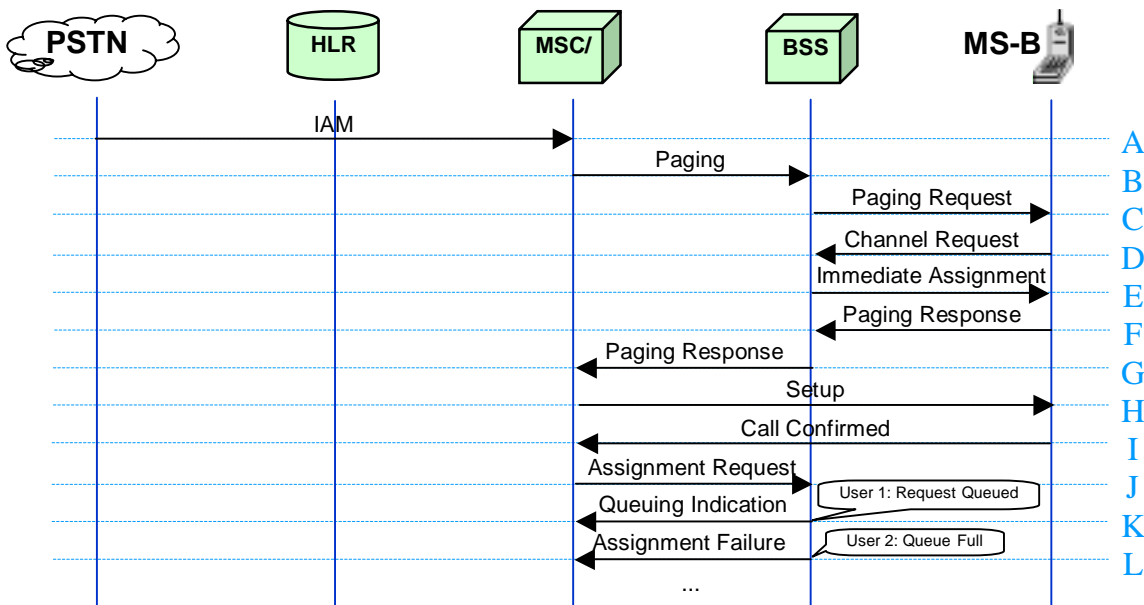 PSTN HLR MSC/ BSS MS-B
IAM
A
Paging
B
Paging Request
C
Channel Request
D
Immediate Assignment
E
Paging Response
F
Paging Response
G
Setup
H
Call Confirmed
I
Assignment Request
J
User 1: Request Queued
Queuing Indication
K
Assignment Failure
User 2: Queue Full
L
...